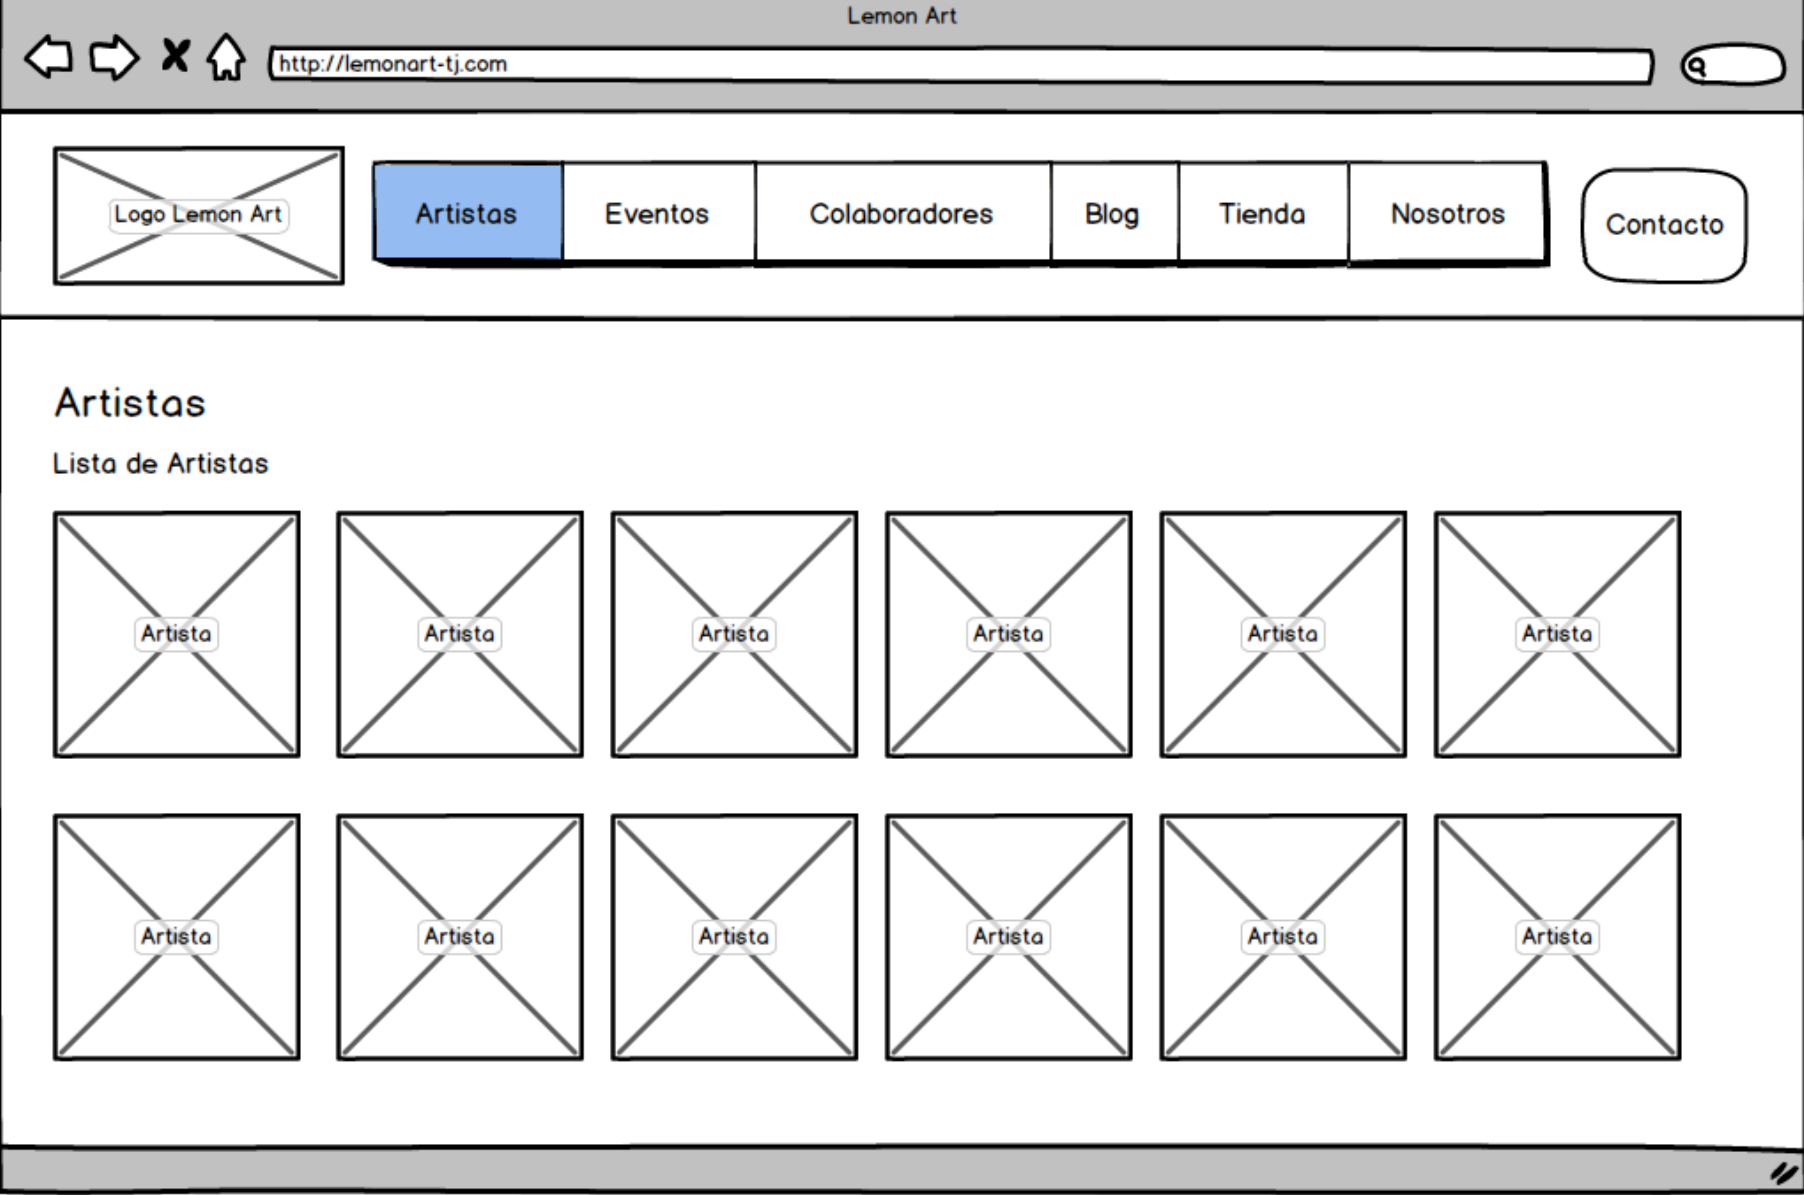 Lemon Art
http://lemonart-tj.com
Logo Lemon Art
Artistas Eventos Colaboradores Blog Tienda Nosotros
Contacto
Artistas
Lista de Artistas
Artista Artista Artista Artista Artista Artista
Artista Artista Artista Artista Artista Artista